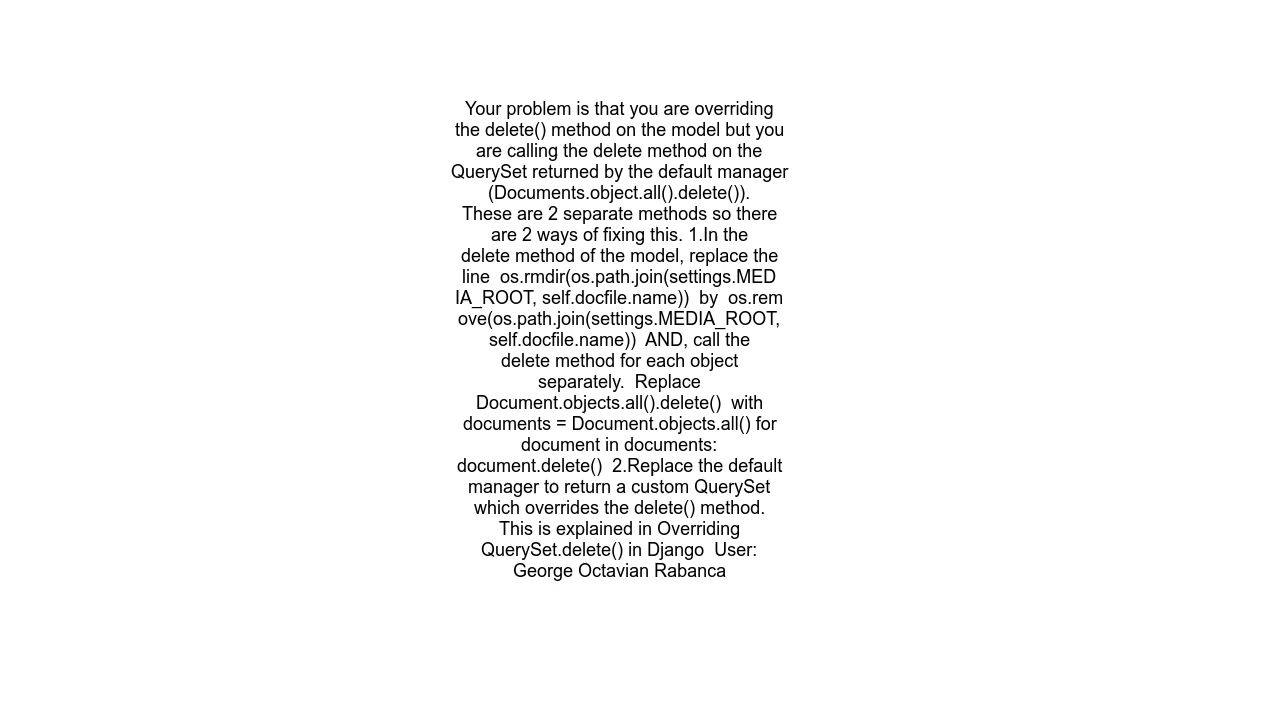 Your problem is that you are overriding
the delete() method on the model but you
are calling the delete method on the
QuerySet returned by the default manager
(Documents.object.all().delete()).
These are 2 separate methods so there
are 2 ways of fixing this. 1.In the
delete method of the model, replace the
line  os.rmdir(os.path.join(settings.MED
IA_ROOT, self.docfile.name))  by  os.rem
ove(os.path.join(settings.MEDIA_ROOT,
self.docfile.name))  AND, call the
delete method for each object
separately.  Replace
Document.objects.all().delete()  with
documents = Document.objects.all() for
document in documents:
document.delete()  2.Replace the default
manager to return a custom QuerySet
which overrides the delete() method.
This is explained in Overriding
QuerySet.delete() in Django  User:
George Octavian Rabanca